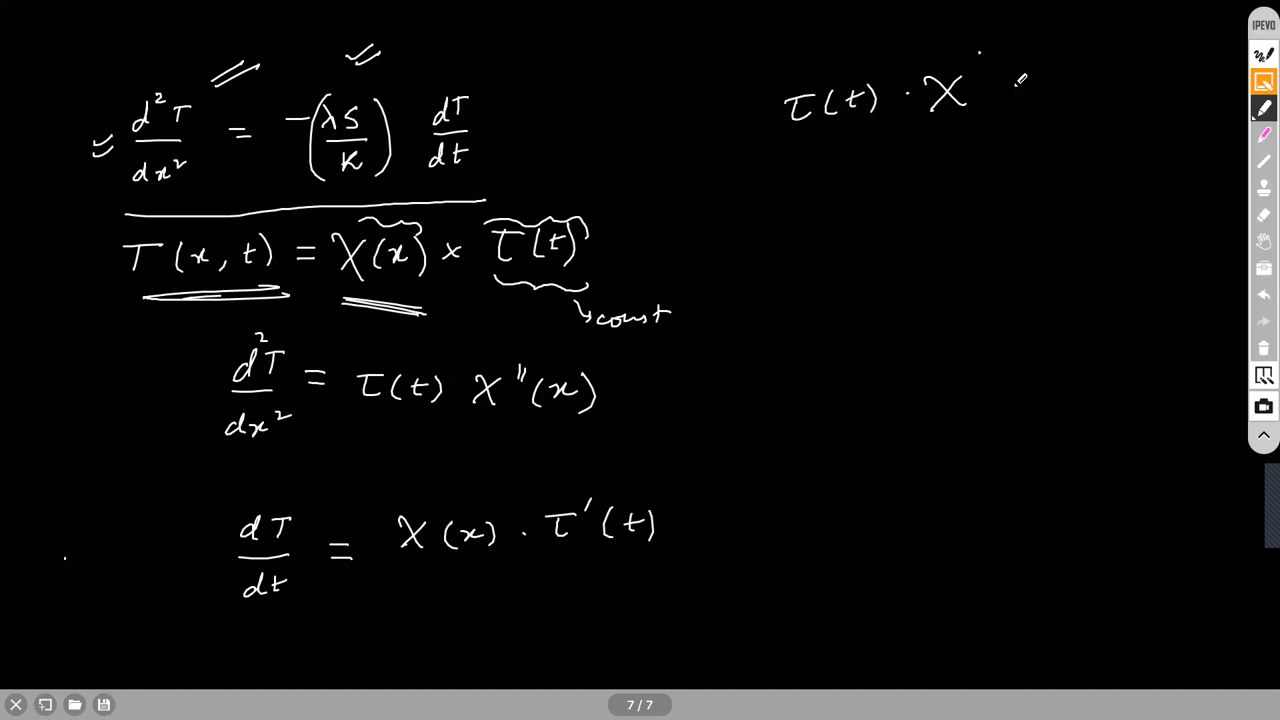 d²T/dx² = -(λS/K) dT/dt
T(x, t) = X(x) × τ(t)
const
d²T/dx² = τ(t) X''(x)
dT/dt = X(x) · τ'(t)
τ(t) · X
IPEVO
7 / 7